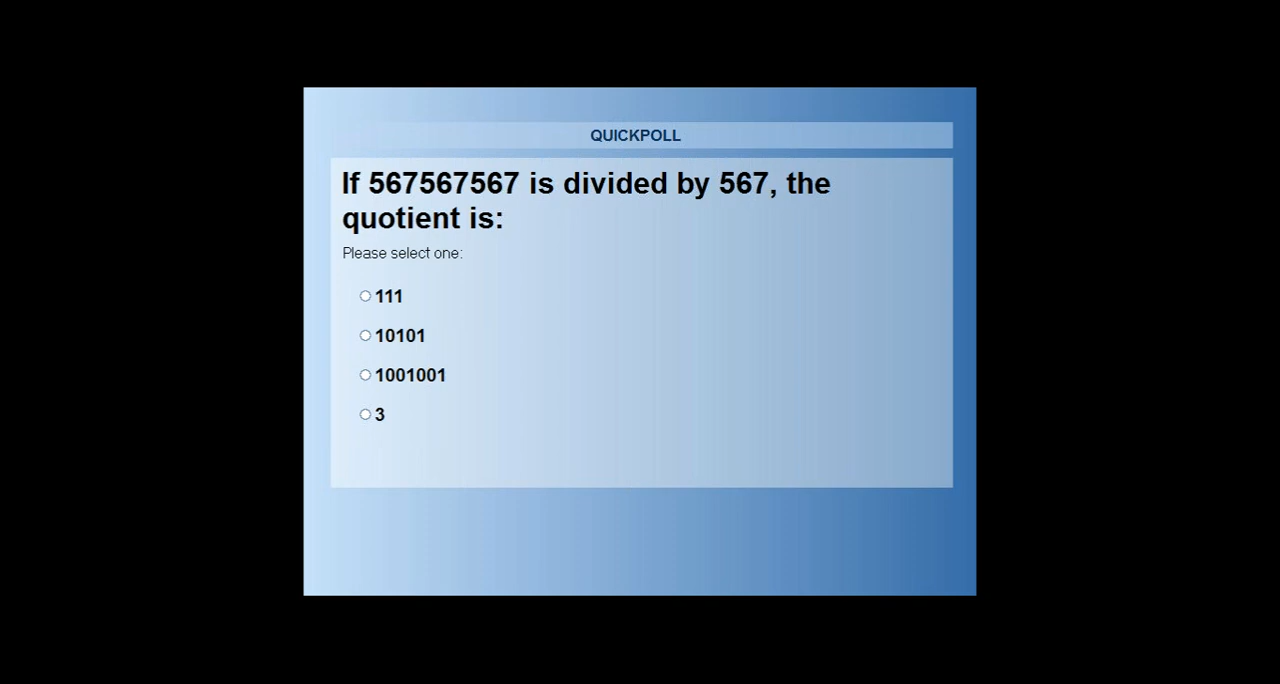 QUICKPOLL
If 567567567 is divided by 567, the
quotient is:
Please select one:
111
10101
1001001
3